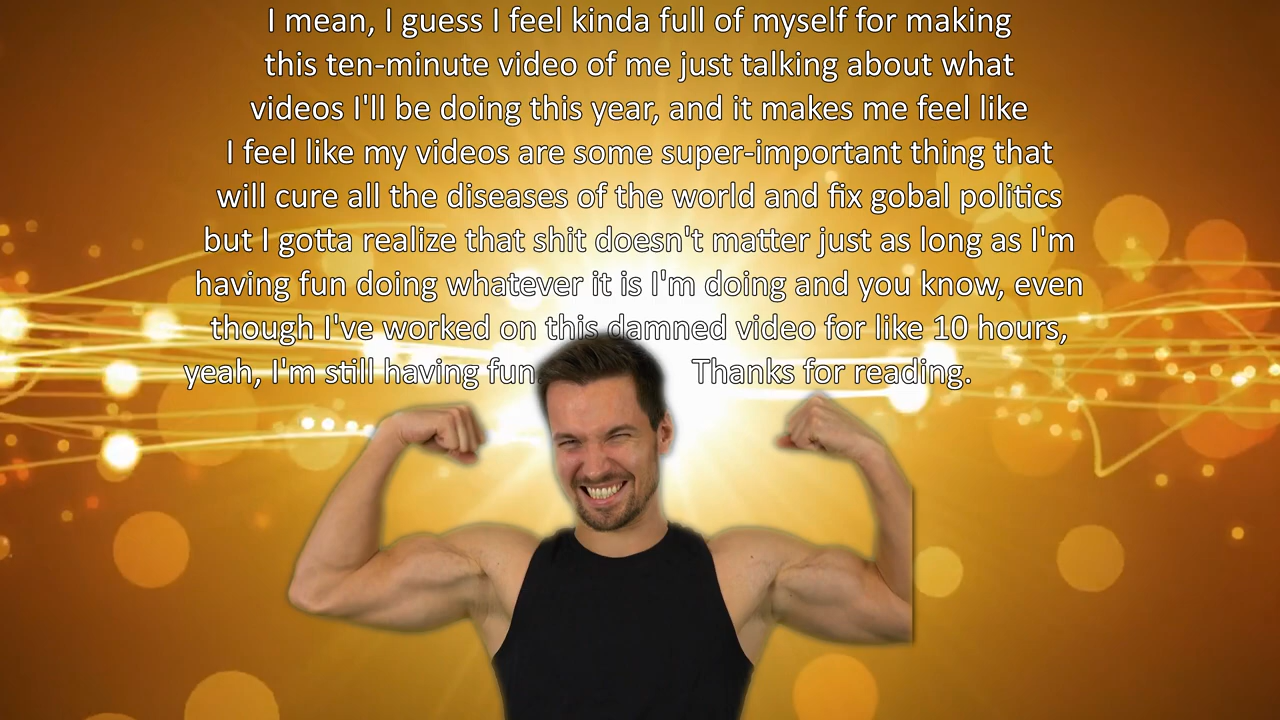 I mean, I guess I feel kinda full of myself for making
this ten-minute video of me just talking about what
videos I'll be doing this year, and it makes me feel like
I feel like my videos are some super-important thing that
will cure all the diseases of the world and fix gobal politics
but I gotta realize that shit doesn't matter just as long as I'm
having fun doing whatever it is I'm doing and you know, even
though I've worked on this damned video for like 10 hours,
yeah, I'm still having fun. Thanks for reading.